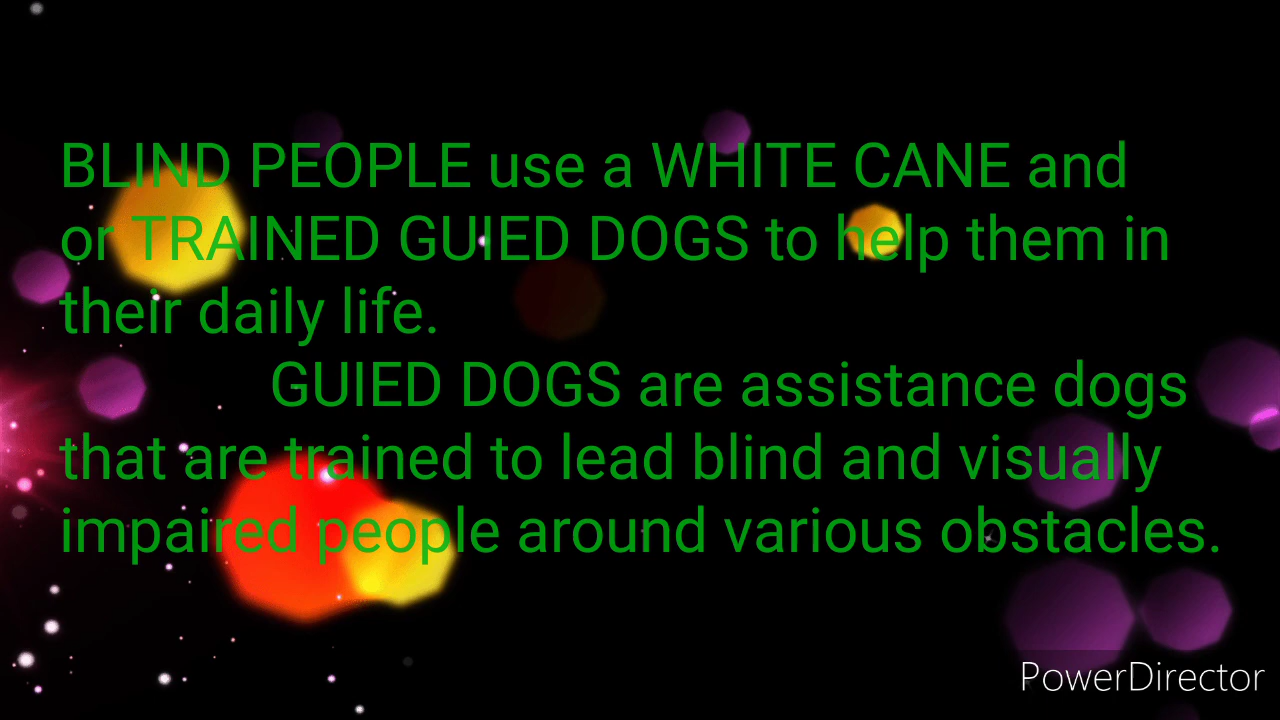 BLIND PEOPLE use a WHITE CANE and
or TRAINED GUIED DOGS to help them in
their daily life.
GUIED DOGS are assistance dogs
that are trained to lead blind and visually
impaired people around various obstacles.
PowerDirector